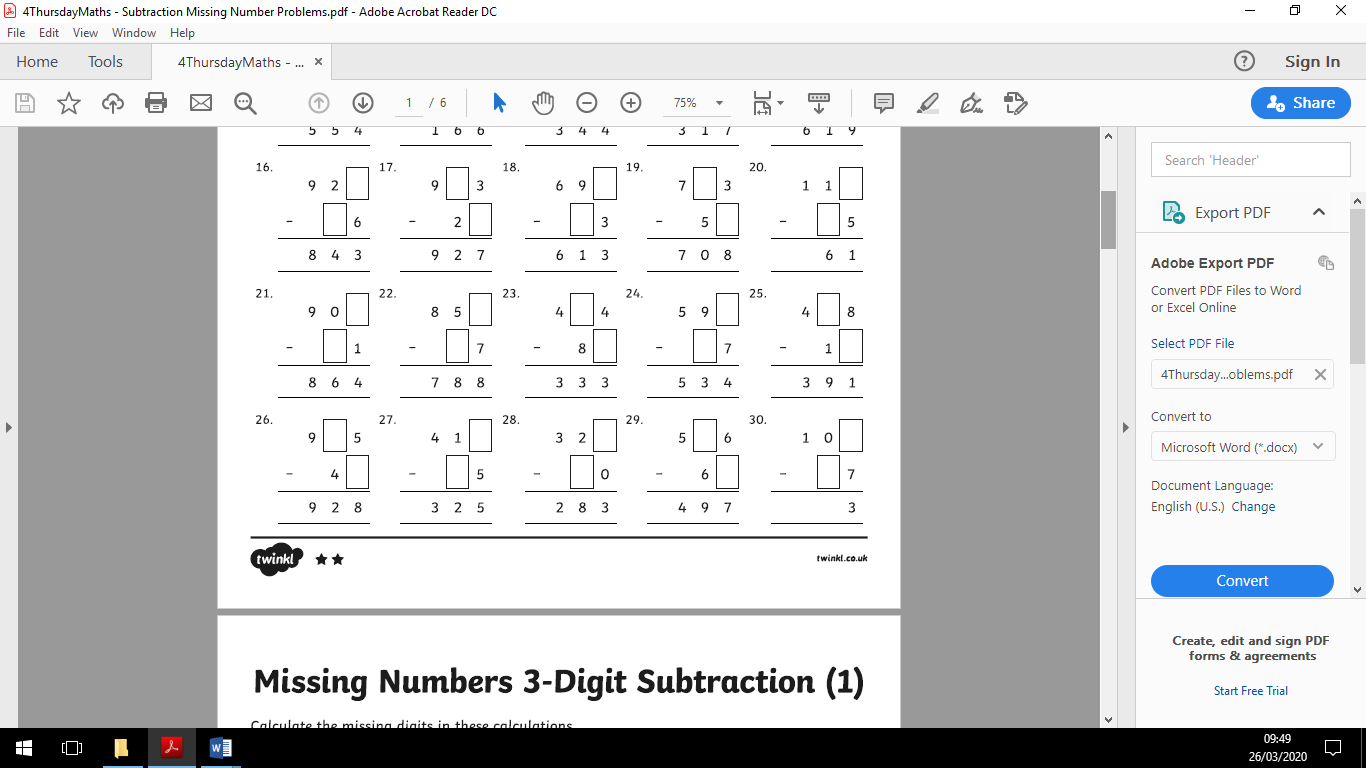 4ThursdayMaths - Subtraction Missing Number Problems.pdf - Adobe Acrobat Reader DC
File Edit View Window Help
Home Tools 4ThursdayMaths - ... × ? Sign In
1 / 6 75% Share
5 5 4 1 6 6 3 4 4 3 1 7 6 1 9
16. 17. 18. 19. 20.
9 2 □ 9 □ 3 6 9 □ 7 □ 3 1 1 □
- □ 6 - 2 □ - □ 3 - 5 □ - □ 5
8 4 3 9 2 7 6 1 3 7 0 8 6 1
21. 22. 23. 24. 25.
9 0 □ 8 5 □ 4 □ 4 5 9 □ 4 □ 8
- □ 1 - □ 7 - 8 □ - □ 7 - 1 □
8 6 4 7 8 8 3 3 3 5 3 4 3 9 1
26. 27. 28. 29. 30.
9 □ 5 4 1 □ 3 2 □ 5 □ 6 1 0 □
- 4 □ - □ 5 - □ 0 - 6 □ - □ 7
9 2 8 3 2 5 2 8 3 4 9 7 3
twinkl twinkl.co.uk
Missing Numbers 3-Digit Subtraction (1)
Calculate the missing digits in these calculations
Search 'Header'
Export PDF
Adobe Export PDF
Convert PDF Files to Word
or Excel Online
Select PDF File
4Thursday...oblems.pdf
Convert to
Microsoft Word (*.docx)
Document Language:
English (U.S.) Change
Convert
Create, edit and sign PDF
forms & agreements
Start Free Trial
09:49
26/03/2020